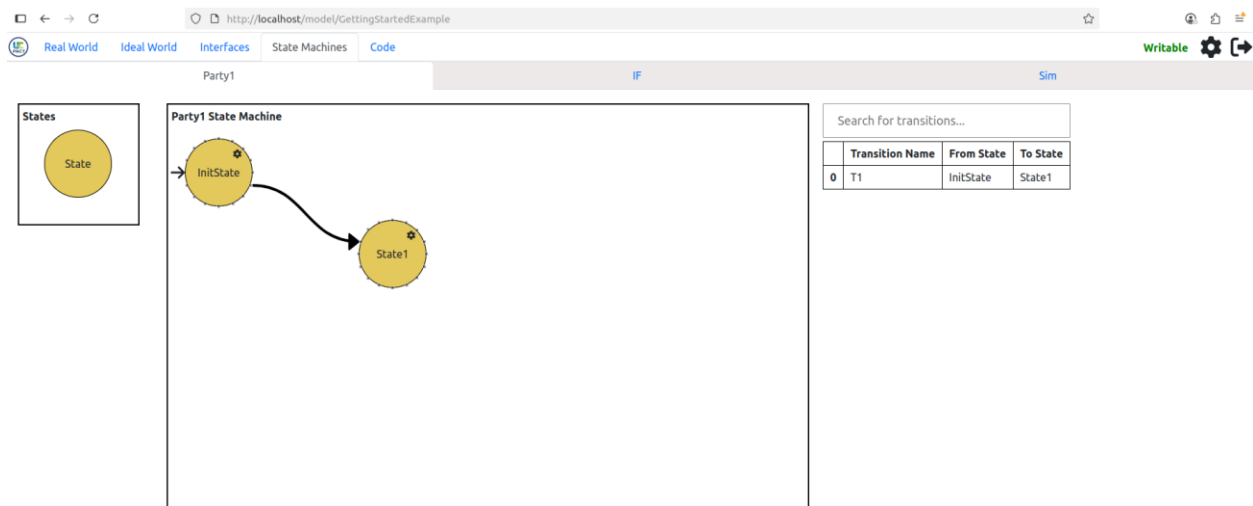 http://localhost/model/GettingStartedExample
Real World Ideal World Interfaces State Machines Code Writable
Party1 IF Sim
States
State
Party1 State Machine
InitState
State1
Search for transitions...
Transition Name From State To State
0 T1 InitState State1